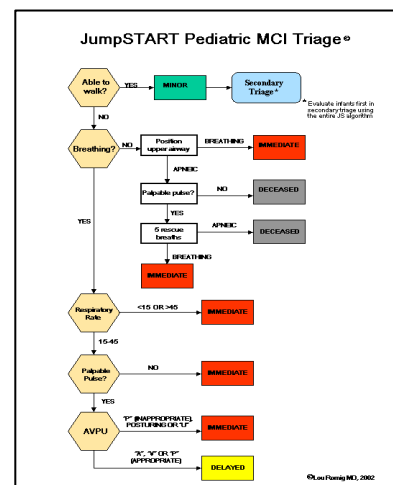 JumpSTART Pediatric MCI Triage©
Able to
walk?
YES
MINOR
Secondary
Triage*
* Evaluate infants first in
secondary triage using
the entire JS algorithm
NO
Breathing?
NO
Position
upper airway
BREATHING
IMMEDIATE
APNEIC
Palpable pulse?
NO
DECEASED
YES
YES
5 rescue
breaths
APNEIC
DECEASED
BREATHING
IMMEDIATE
Respiratory
Rate
<15 OR >45
IMMEDIATE
15-45
Palpable
Pulse?
NO
IMMEDIATE
YES
AVPU
"P" (INAPPROPRIATE),
POSTURING OR "U"
IMMEDIATE
"A", "V" OR "P"
(APPROPRIATE)
DELAYED
©Lou Romig MD, 2002